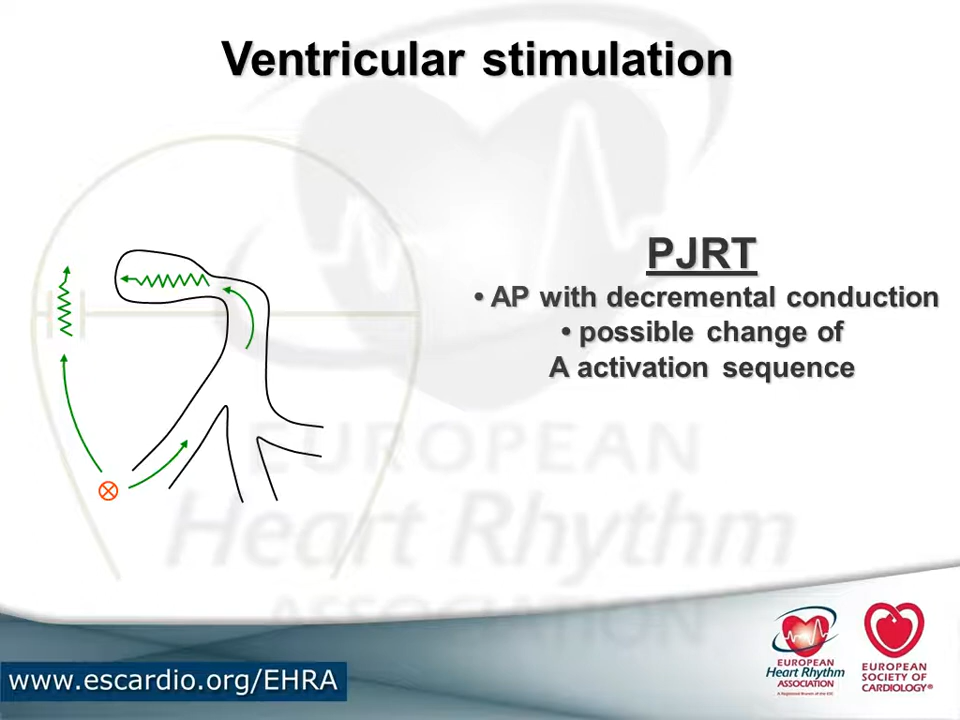 Ventricular stimulation
PJRT
• AP with decremental conduction
• possible change of
A activation sequence
EUROPEAN
Heart Rhythm
ASSOCIATION
www.escardio.org/EHRA
EUROPEAN
Heart Rhythm
ASSOCIATION
A Registered Branch of the ESC
EUROPEAN
SOCIETY OF
CARDIOLOGY®